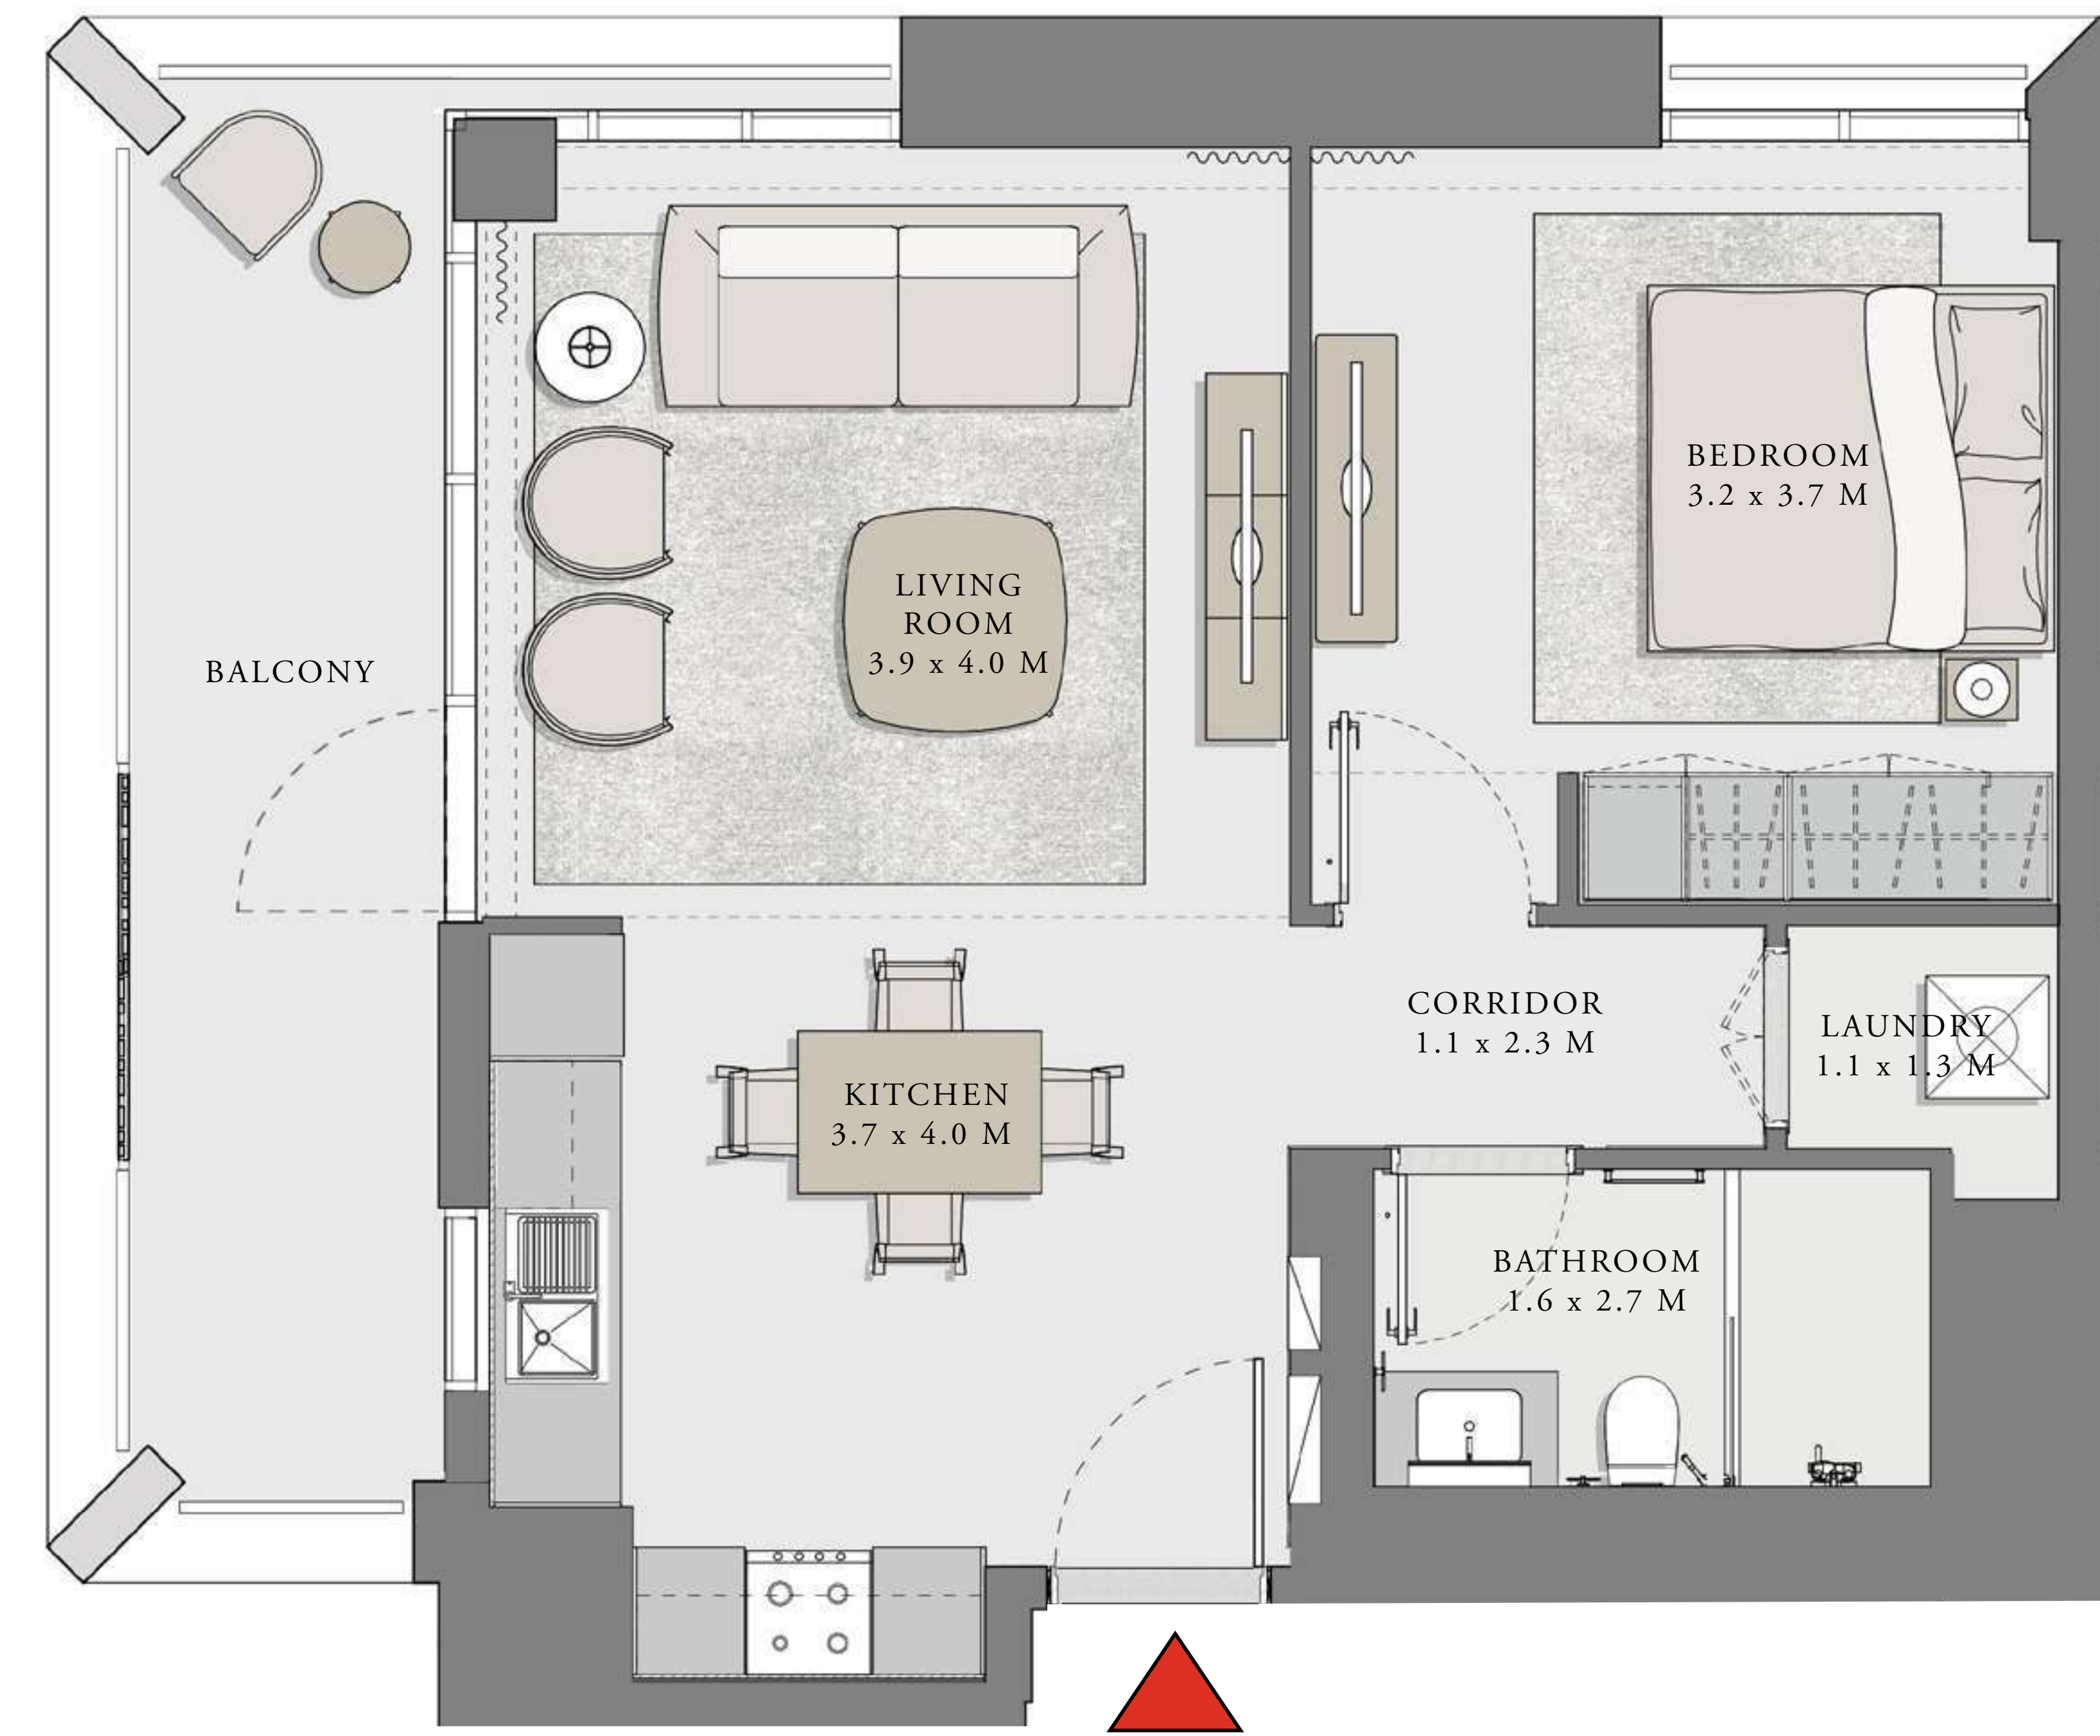 BEDROOM
3.2 x 3.7 M
LIVING
ROOM
3.9 x 4.0 M
BALCONY
CORRIDOR
1.1 x 2.3 M
LAUNDRY
1.1 x 1.3 M
KITCHEN
3.7 x 4.0 M
BATHROOM
1.6 x 2.7 M